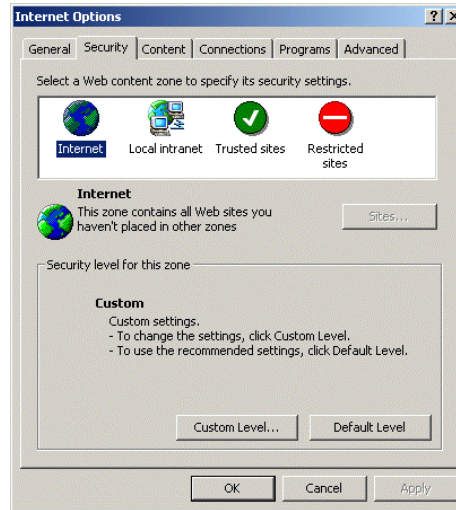 Internet Options
? ×
General Security Content Connections Programs Advanced
Select a Web content zone to specify its security settings.
Internet Local intranet Trusted sites Restricted
sites
Internet
This zone contains all Web sites you
haven't placed in other zones
Sites...
Security level for this zone
Custom
Custom settings.
- To change the settings, click Custom Level.
- To use the recommended settings, click Default Level.
Custom Level... Default Level
OK Cancel Apply